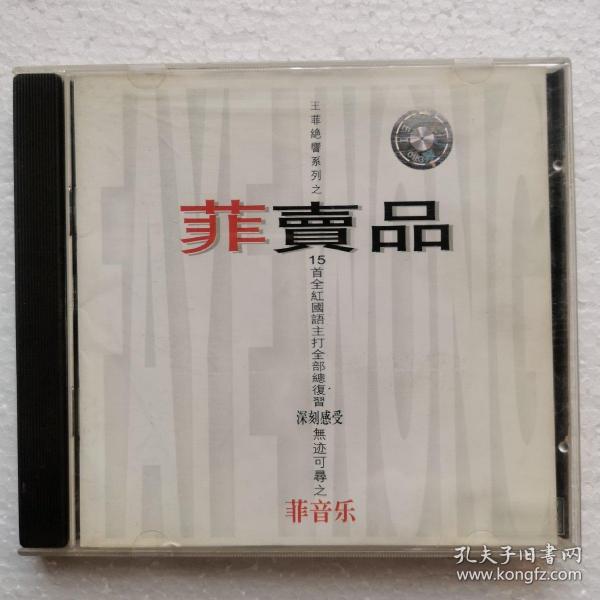 王菲絶響系列之
菲賣品
15首全紅國語主打全部總復習
深刻感受
無迹可尋之
菲音乐
FAYE WONG
孔夫子旧書网
www.kongfz.com